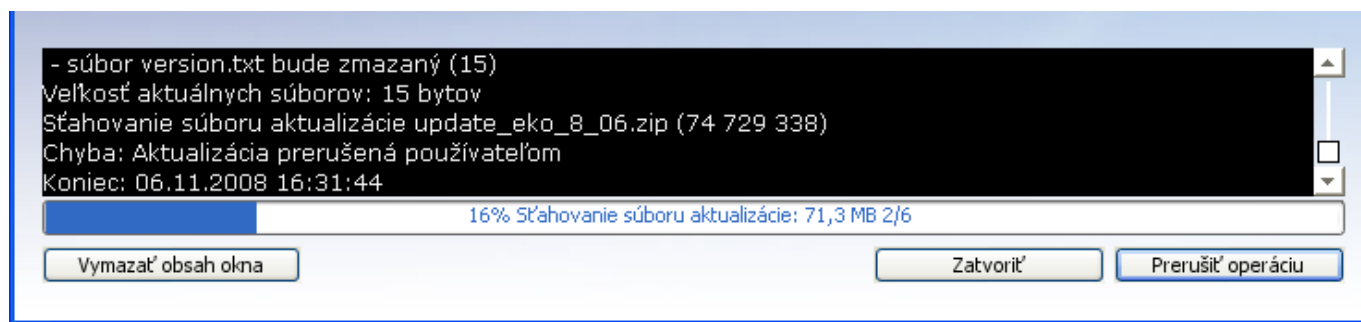 - súbor version.txt bude zmazaný (15)
Veľkosť aktuálnych súborov: 15 bytov
Sťahovanie súboru aktualizácie update_eko_8_06.zip (74 729 338)
Chyba: Aktualizácia prerušená používateľom
Koniec: 06.11.2008 16:31:44
16% Sťahovanie súboru aktualizácie: 71,3 MB 2/6
Vymazať obsah okna
Zatvoriť
Prerušiť operáciu